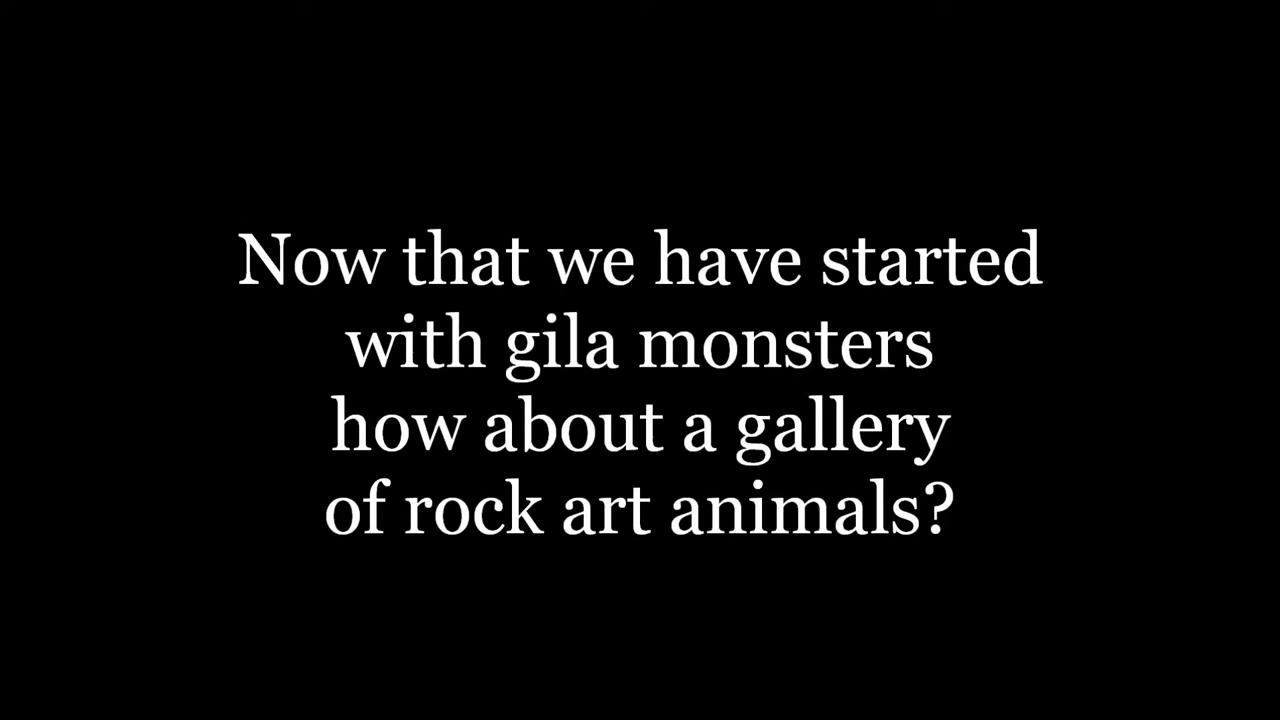 Now that we have started
with gila monsters
how about a gallery
of rock art animals?